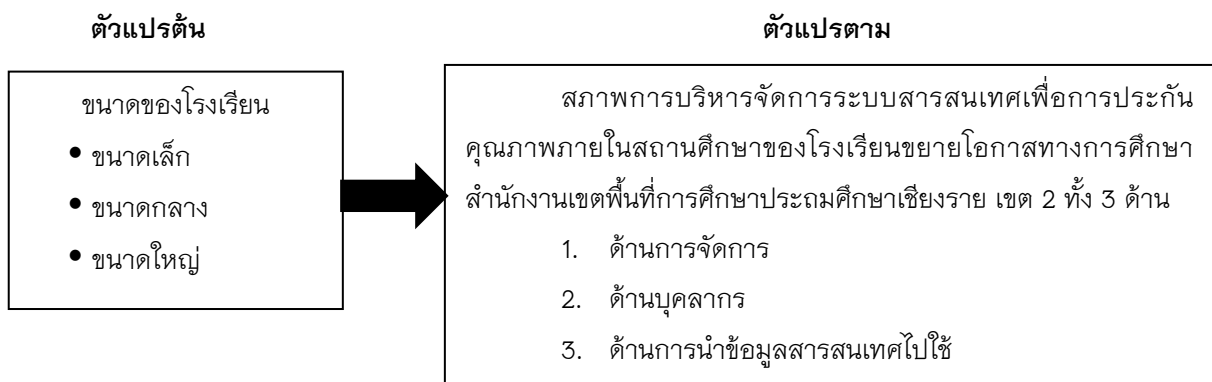 ตัวแปรต้น
ตัวแปรตาม
ขนาดของโรงเรียน
• ขนาดเล็ก
• ขนาดกลาง
• ขนาดใหญ่
สภาพการบริหารจัดการระบบสารสนเทศเพื่อการประกัน
คุณภาพภายในสถานศึกษาของโรงเรียนขยายโอกาสทางการศึกษา
สำนักงานเขตพื้นที่การศึกษาประถมศึกษาเชียงราย เขต 2 ทั้ง 3 ด้าน
1. ด้านการจัดการ
2. ด้านบุคลากร
3. ด้านการนำข้อมูลสารสนเทศไปใช้